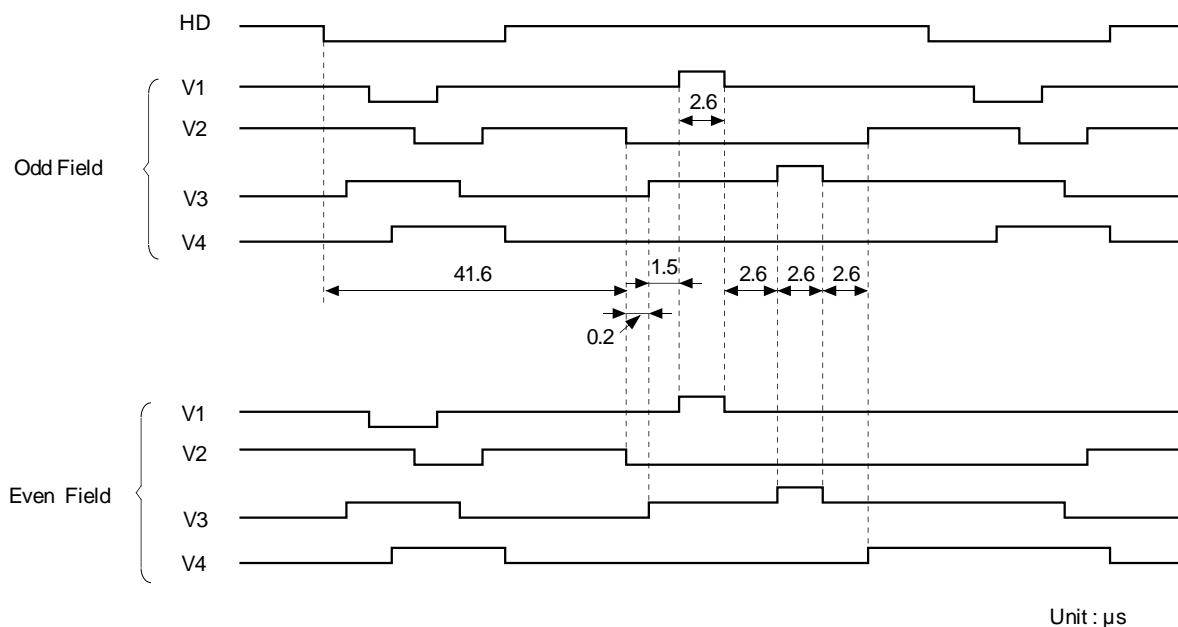 HD
V1
2.6
V2
Odd Field
V3
V4
1.5
41.6
2.6 2.6 2.6
0.2
V1
V2
Even Field
V3
V4
Unit : µs